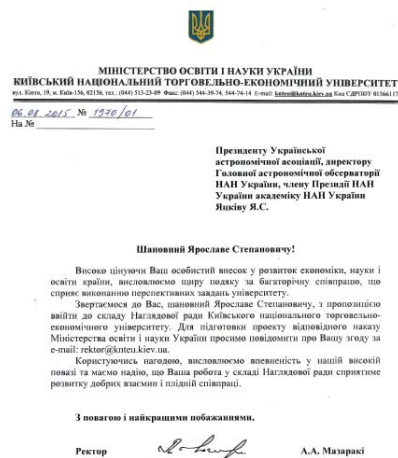 МІНІСТЕРСТВО ОСВІТИ І НАУКИ УКРАЇНИ
КИЇВСЬКИЙ НАЦІОНАЛЬНИЙ ТОРГОВЕЛЬНО-ЕКОНОМІЧНИЙ УНІВЕРСИТЕТ
вул. Кіото, 19, м. Київ-156, 02156, тел.: (044) 513-23-09 Факс: (044) 544-39-74, 544-74-14 E-mail: knteu@knteu.kiev.ua Код ЄДРПОУ 01566117
06.08.2015 № 1970/01
На №
Президенту Української
астрономічної асоціації, директору
Головної астрономічної обсерваторії
НАН України, члену Президії НАН
України академіку НАН України
Яцківу Я.С.
Шановний Ярославе Степановичу!
Високо цінуючи Ваш особистий внесок у розвиток економіки, науки і
освіти країни, висловлюємо щиру подяку за багаторічну співпрацю, що
сприяє виконанню перспективних завдань університету.
Звертаємося до Вас, шановний Ярославе Степановичу, з пропозицією
ввійти до складу Наглядової ради Київського національного торговельно-
економічного університету. Для підготовки проекту відповідного наказу
Міністерства освіти і науки України просимо повідомити про Вашу згоду за
e-mail: rektor@knteu.kiev.ua.
Користуючись нагодою, висловлюємо впевненість у нашій високій
повазі та маємо надію, що Ваша робота у складі Наглядової ради сприятиме
розвитку добрих взаємин і плідній співпраці.
З повагою і найкращими побажаннями,
Ректор А.А. Мазаракі